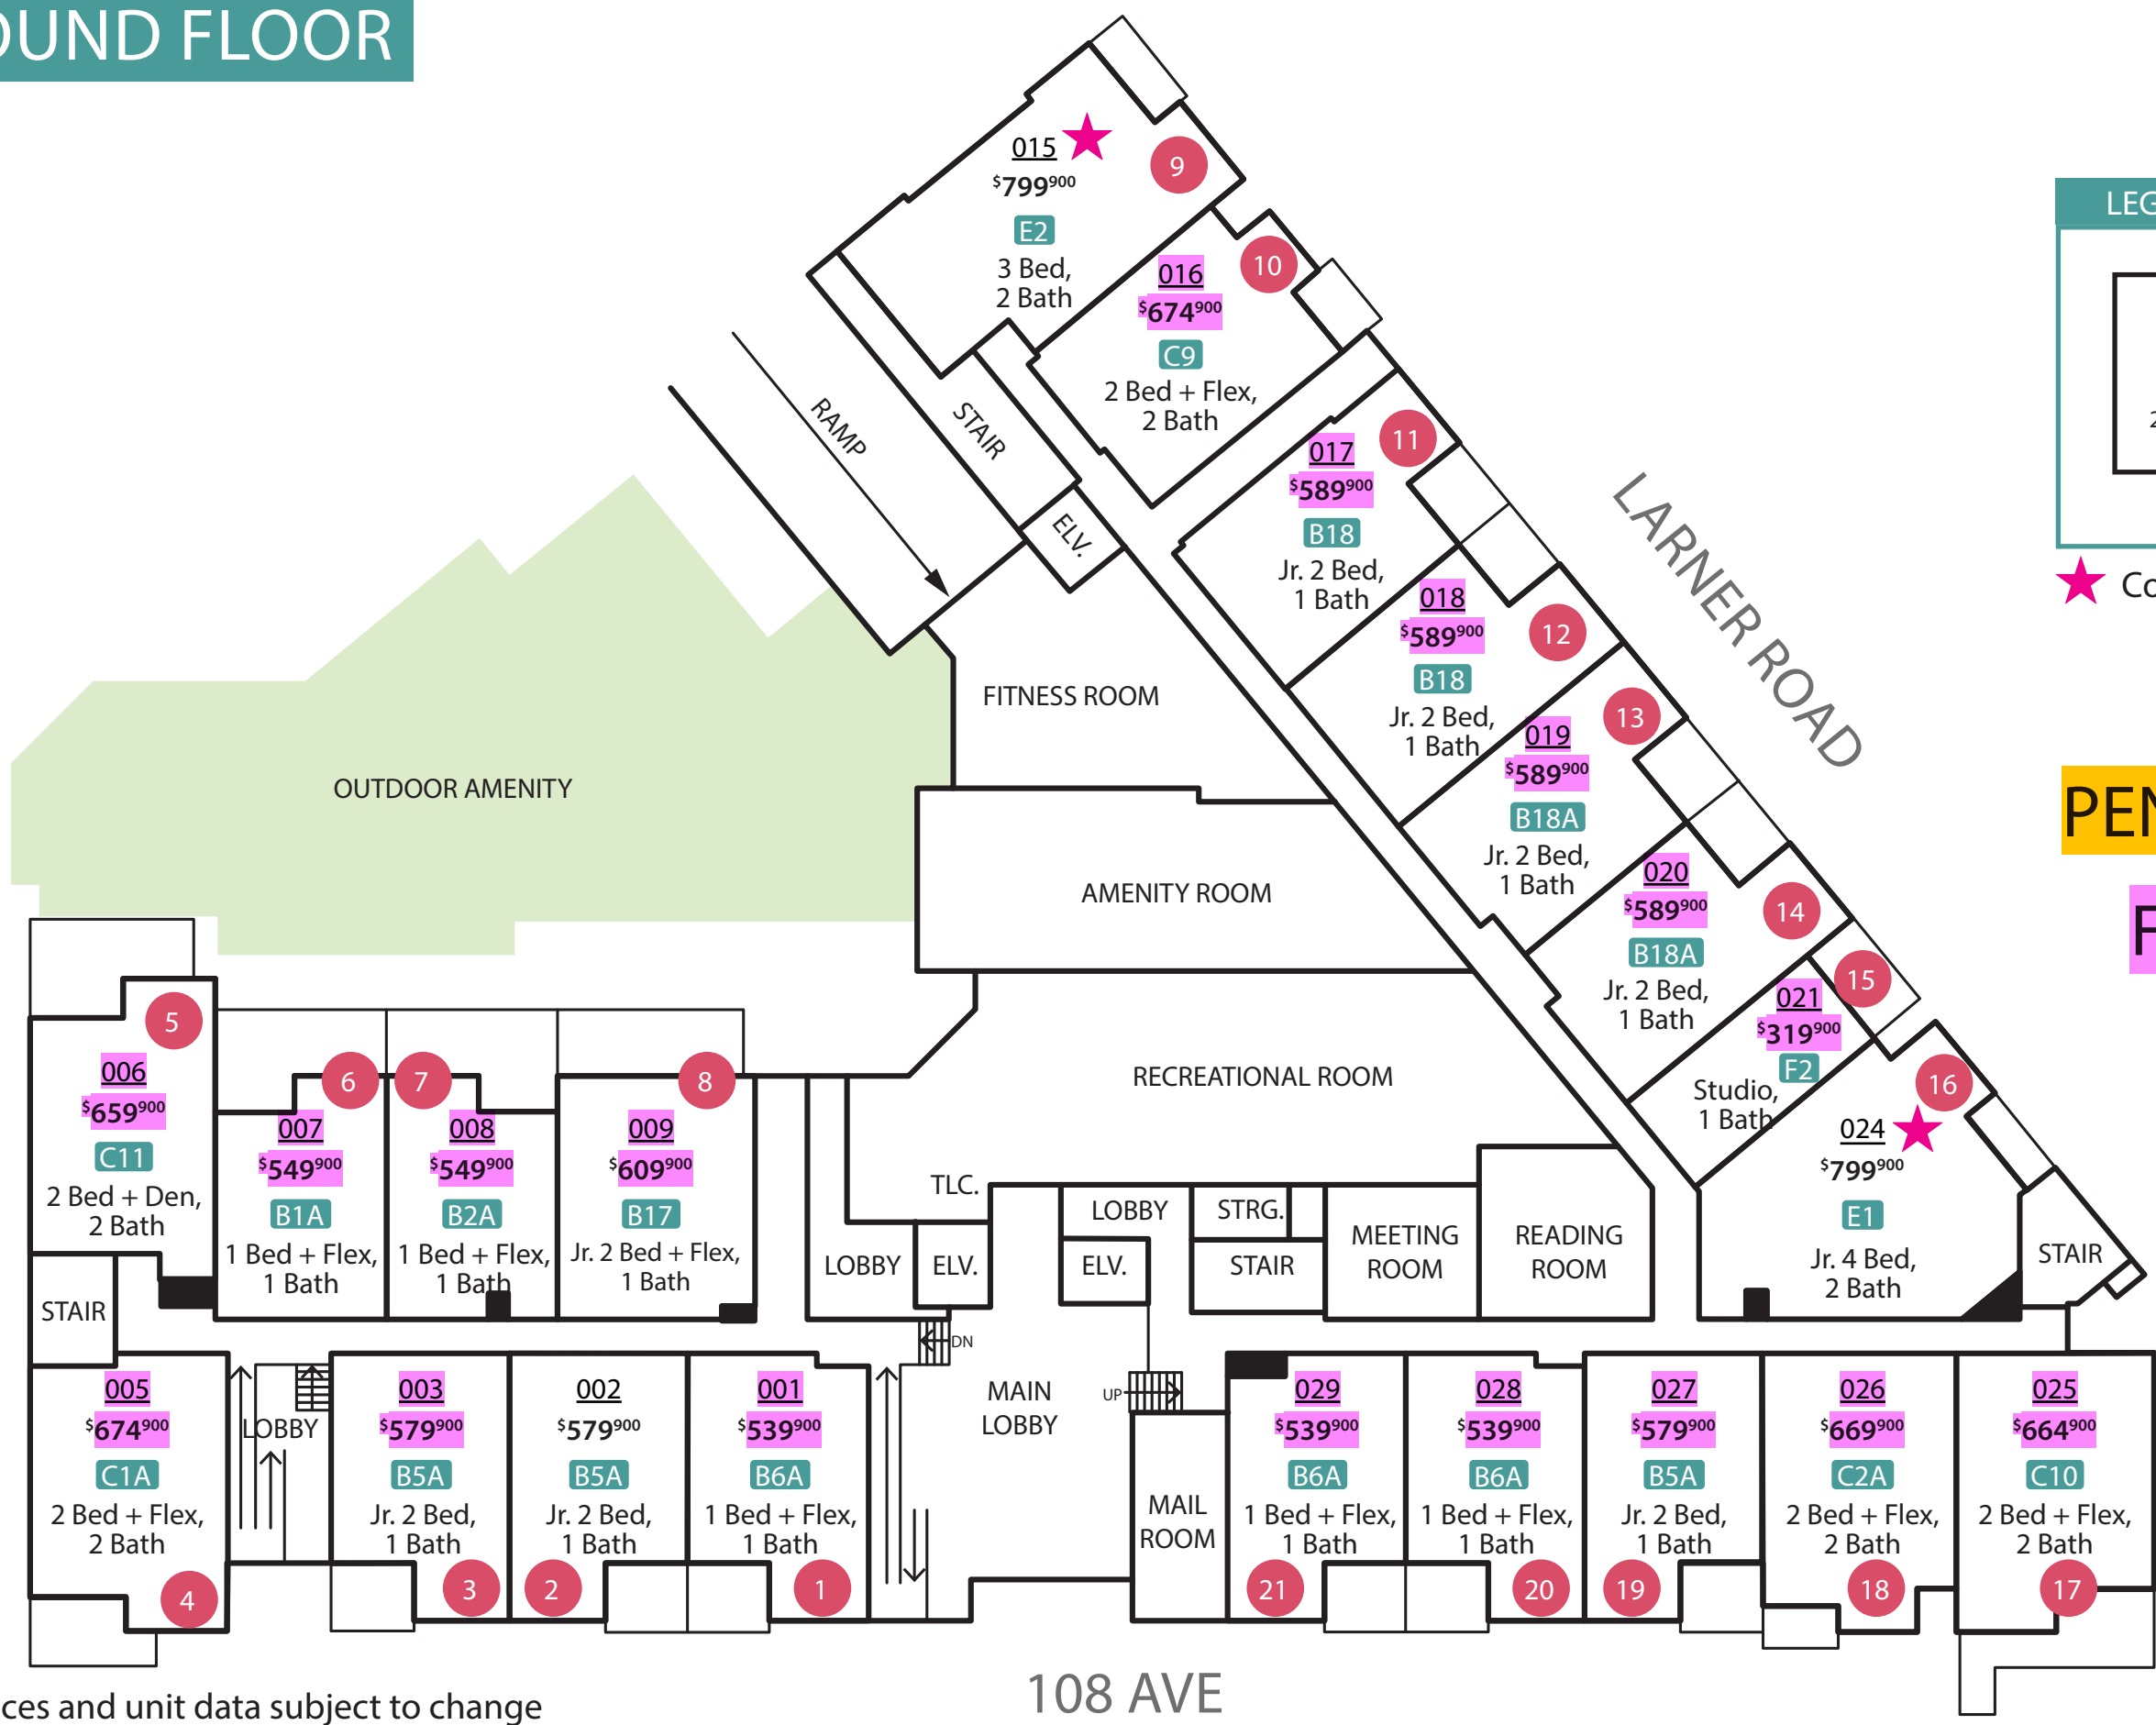 OUND FLOOR
015
$799900
9
E2
3 Bed,
2 Bath
016
$674900
10
C9
2 Bed + Flex,
2 Bath
RAMP
STAIR
ELV.
017
$589900
11
B18
Jr. 2 Bed,
1 Bath
018
$589900
12
B18
Jr. 2 Bed,
1 Bath
LARNER ROAD
019
$589900
13
B18A
Jr. 2 Bed,
1 Bath
020
$589900
14
B18A
Jr. 2 Bed,
1 Bath
021
$319900
15
F2
Studio,
1 Bath
024
$799900
16
E1
Jr. 4 Bed,
2 Bath
STAIR
LEG
2
Co
PEN
F
FITNESS ROOM
OUTDOOR AMENITY
AMENITY ROOM
RECREATIONAL ROOM
5
006
$659900
C11
2 Bed + Den,
2 Bath
6
007
$549900
B1A
1 Bed + Flex,
1 Bath
7
008
$549900
B2A
1 Bed + Flex,
1 Bath
8
009
$609900
B17
Jr. 2 Bed + Flex,
1 Bath
TLC.
LOBBY
ELV.
LOBBY
ELV.
STRG.
STAIR
MEETING
ROOM
READING
ROOM
STAIR
DN
UP
MAIN
LOBBY
MAIL
ROOM
005
$674900
C1A
2 Bed + Flex,
2 Bath
4
LOBBY
003
$579900
B5A
Jr. 2 Bed,
1 Bath
3
002
$579900
B5A
Jr. 2 Bed,
1 Bath
2
001
$539900
B6A
1 Bed + Flex,
1 Bath
1
029
$539900
B6A
1 Bed + Flex,
1 Bath
21
028
$539900
B6A
1 Bed + Flex,
1 Bath
20
027
$579900
B5A
Jr. 2 Bed,
1 Bath
19
026
$669900
C2A
2 Bed + Flex,
2 Bath
18
025
$664900
C10
2 Bed + Flex,
2 Bath
17
108 AVE
ces and unit data subject to change